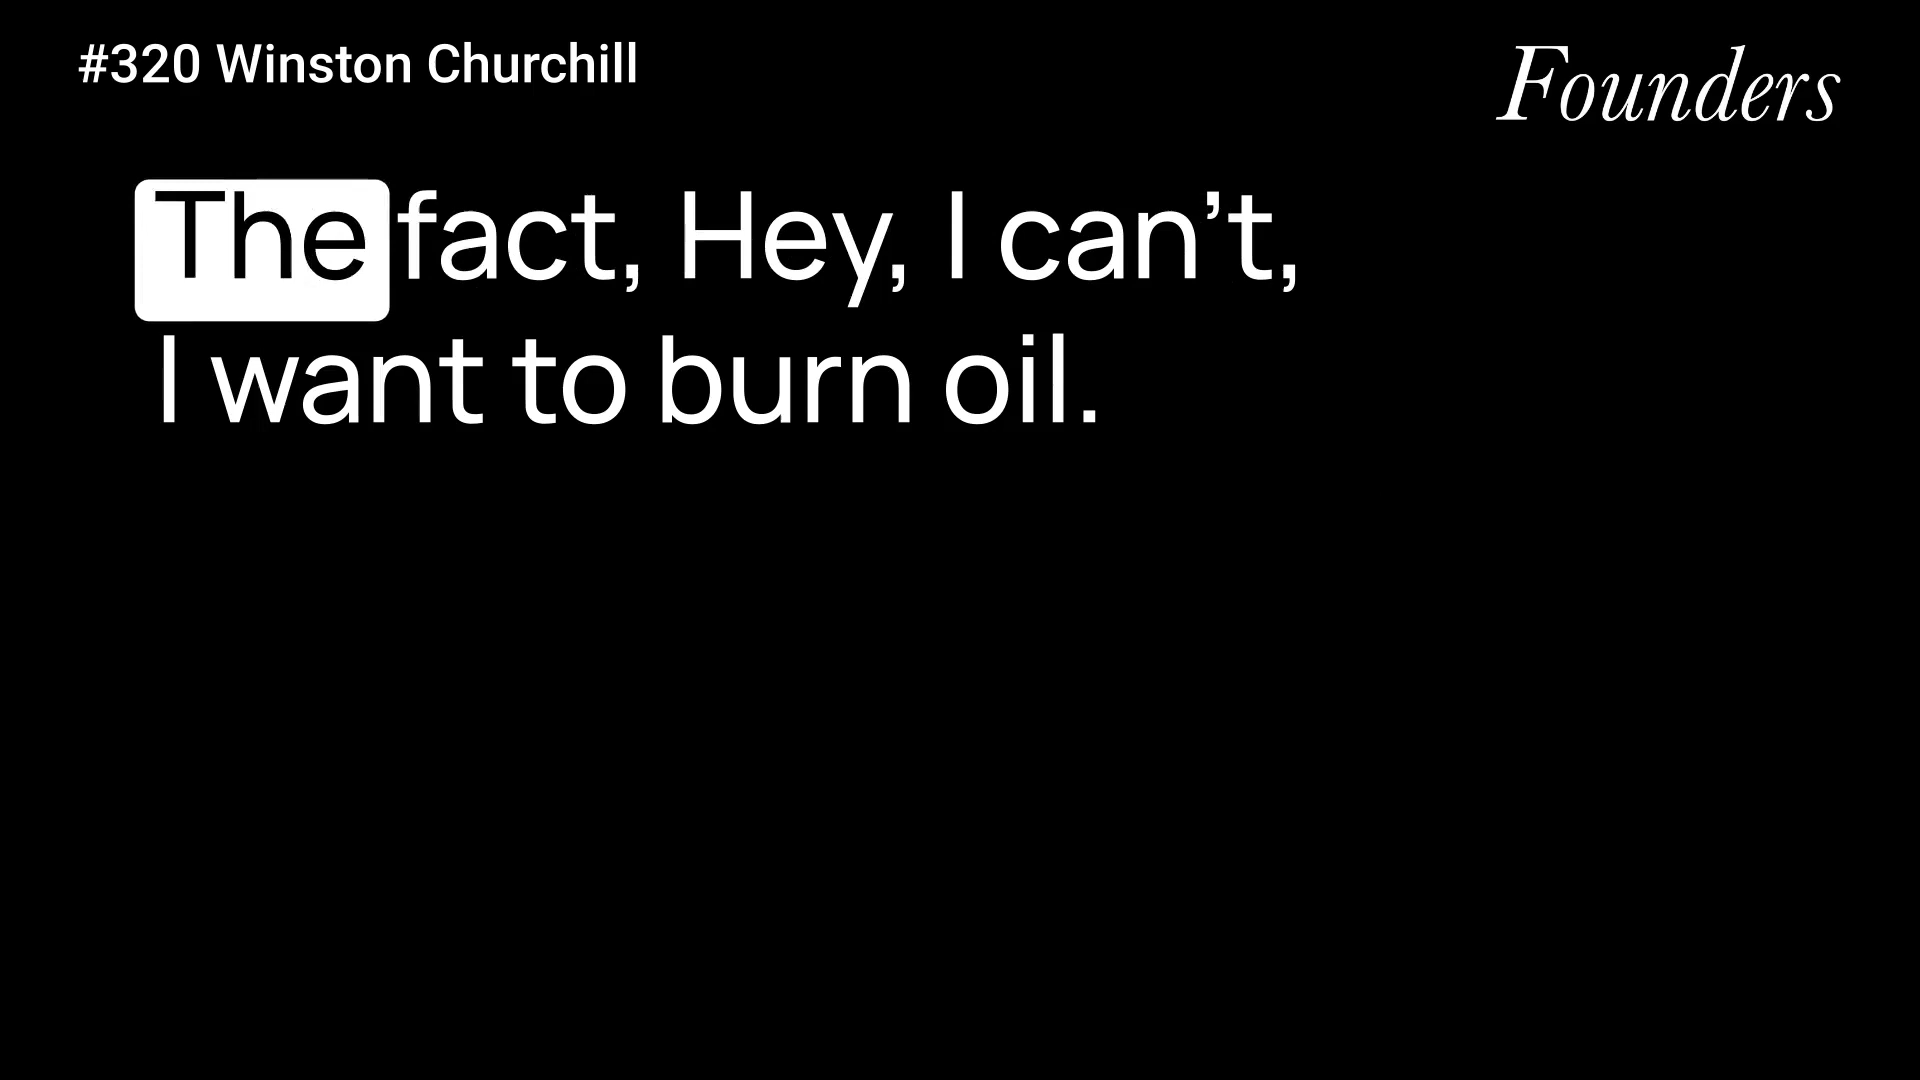 #320 Winston Churchill
Founders
The fact, Hey, I can’t,
I want to burn oil.